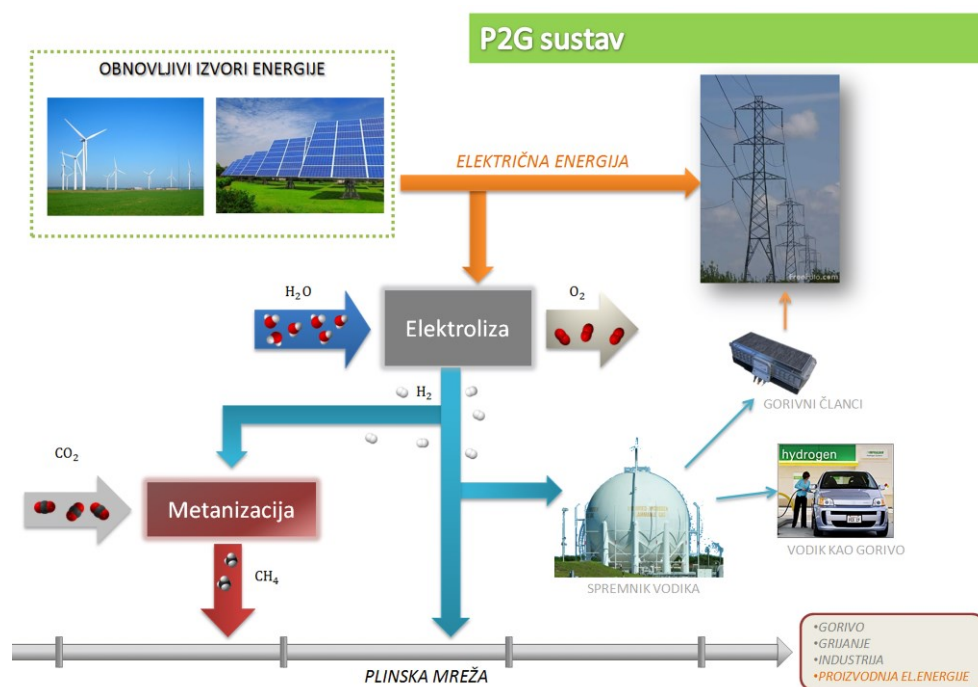 P2G sustav
OBNOVLJIVI IZVORI ENERGIJE
ELEKTRIČNA ENERGIJA
H₂O
Elektroliza
O₂
H₂
GORIVNI ČLANCI
CO₂
Metanizacija
hydrogen
CH₄
SPREMNIK VODIKA
VODIK KAO GORIVO
PLINSKA MREŽA
•GORIVO
•GRIJANJE
•INDUSTRIJA
•PROIZVODNJA EL.ENERGIJE